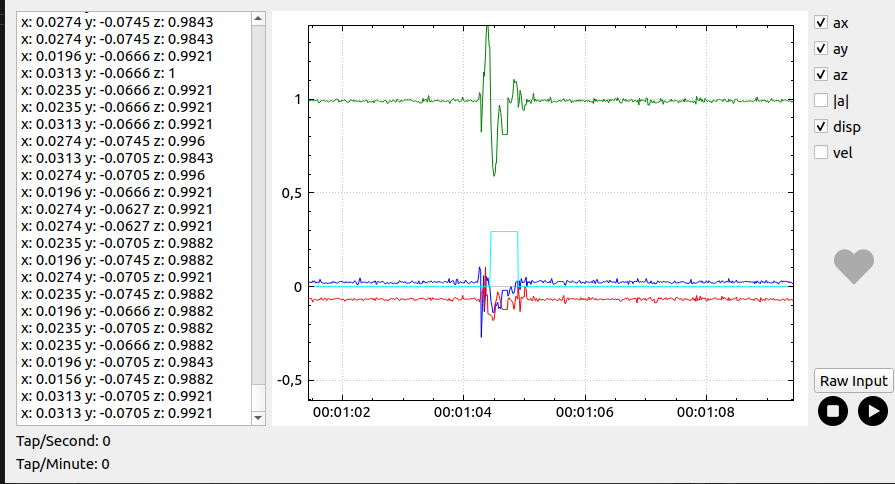 x: 0.0274 y: -0.0745 z: 0.9843
x: 0.0274 y: -0.0745 z: 0.9843
x: 0.0196 y: -0.0666 z: 0.9921
x: 0.0313 y: -0.0666 z: 1
x: 0.0235 y: -0.0666 z: 0.9921
x: 0.0235 y: -0.0666 z: 0.9921
x: 0.0313 y: -0.0666 z: 0.9921
x: 0.0274 y: -0.0745 z: 0.996
x: 0.0313 y: -0.0705 z: 0.9843
x: 0.0274 y: -0.0705 z: 0.996
x: 0.0196 y: -0.0666 z: 0.9921
x: 0.0274 y: -0.0627 z: 0.9921
x: 0.0274 y: -0.0627 z: 0.9921
x: 0.0235 y: -0.0705 z: 0.9882
x: 0.0196 y: -0.0745 z: 0.9882
x: 0.0274 y: -0.0705 z: 0.9921
x: 0.0235 y: -0.0745 z: 0.9882
x: 0.0196 y: -0.0666 z: 0.9882
x: 0.0235 y: -0.0705 z: 0.9882
x: 0.0235 y: -0.0666 z: 0.9882
x: 0.0196 y: -0.0705 z: 0.9843
x: 0.0156 y: -0.0745 z: 0.9882
x: 0.0313 y: -0.0705 z: 0.9921
x: 0.0313 y: -0.0705 z: 0.9921
Tap/Second: 0
Tap/Minute: 0
1
0,5
0
-0,5
00:01:02 00:01:04 00:01:06 00:01:08
ax
ay
az
|a|
disp
vel
Raw Input